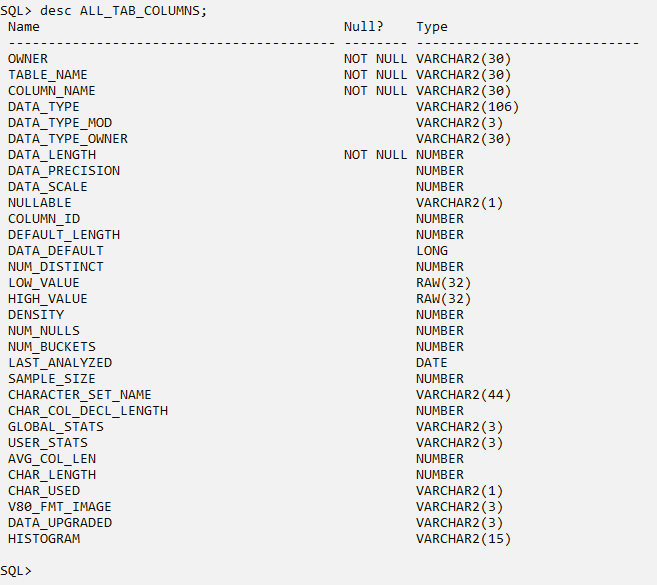 SQL> desc ALL_TAB_COLUMNS;
 Name                                      Null?    Type
 ----------------------------------------- -------- ----------------------------
 OWNER                                     NOT NULL VARCHAR2(30)
 TABLE_NAME                                NOT NULL VARCHAR2(30)
 COLUMN_NAME                               NOT NULL VARCHAR2(30)
 DATA_TYPE                                          VARCHAR2(106)
 DATA_TYPE_MOD                                      VARCHAR2(3)
 DATA_TYPE_OWNER                                    VARCHAR2(30)
 DATA_LENGTH                               NOT NULL NUMBER
 DATA_PRECISION                                     NUMBER
 DATA_SCALE                                         NUMBER
 NULLABLE                                           VARCHAR2(1)
 COLUMN_ID                                          NUMBER
 DEFAULT_LENGTH                                     NUMBER
 DATA_DEFAULT                                       LONG
 NUM_DISTINCT                                       NUMBER
 LOW_VALUE                                          RAW(32)
 HIGH_VALUE                                         RAW(32)
 DENSITY                                            NUMBER
 NUM_NULLS                                          NUMBER
 NUM_BUCKETS                                        NUMBER
 LAST_ANALYZED                                      DATE
 SAMPLE_SIZE                                        NUMBER
 CHARACTER_SET_NAME                                 VARCHAR2(44)
 CHAR_COL_DECL_LENGTH                               NUMBER
 GLOBAL_STATS                                       VARCHAR2(3)
 USER_STATS                                         VARCHAR2(3)
 AVG_COL_LEN                                        NUMBER
 CHAR_LENGTH                                        NUMBER
 CHAR_USED                                          VARCHAR2(1)
 V80_FMT_IMAGE                                      VARCHAR2(3)
 DATA_UPGRADED                                      VARCHAR2(3)
 HISTOGRAM                                          VARCHAR2(15)
SQL>